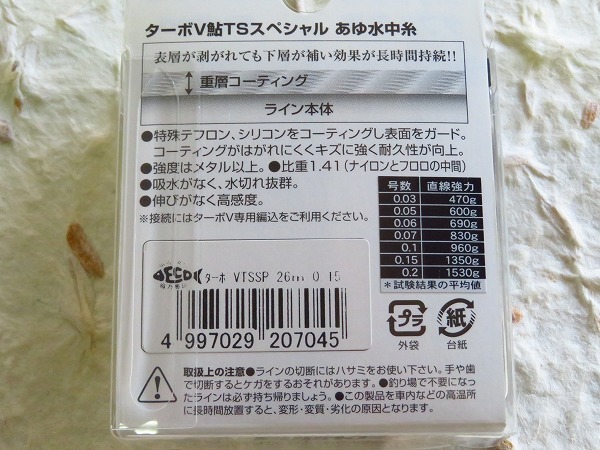 ターボV鮎TSスペシャル あゆ水中糸
表層が剥がれても下層が補い効果が長時間持続!!
重層コーティング
ライン本体
●特殊テフロン、シリコンをコーティングし表面をガード。
コーティングがはがれにくくキズに強く耐久性が向上。
●強度はメタル以上。●比重1.41(ナイロンとフロロの中間)
●吸水がなく、水切れ抜群。
●伸びがなく高感度。
※接続にはターボV専用編込をご利用ください。
号数 直線強力
0.03 470g
0.05 600g
0.06 690g
0.07 830g
0.1 960g
0.15 1350g
0.2 1530g
*試験結果の平均値
DECOY
ターボ VTSSP 26m 0.15
4 997029 207045
プラ
外袋
紙
台紙
取扱上の注意●ラインの切断にはハサミをお使い下さい。手や歯
で切断するとケガをするおそれがあります。●釣り場で不要になっ
たラインは必ず持ち帰りましょう。●この製品を車内などの高温所
に長時間放置すると、変形・変質・劣化の原因となります。